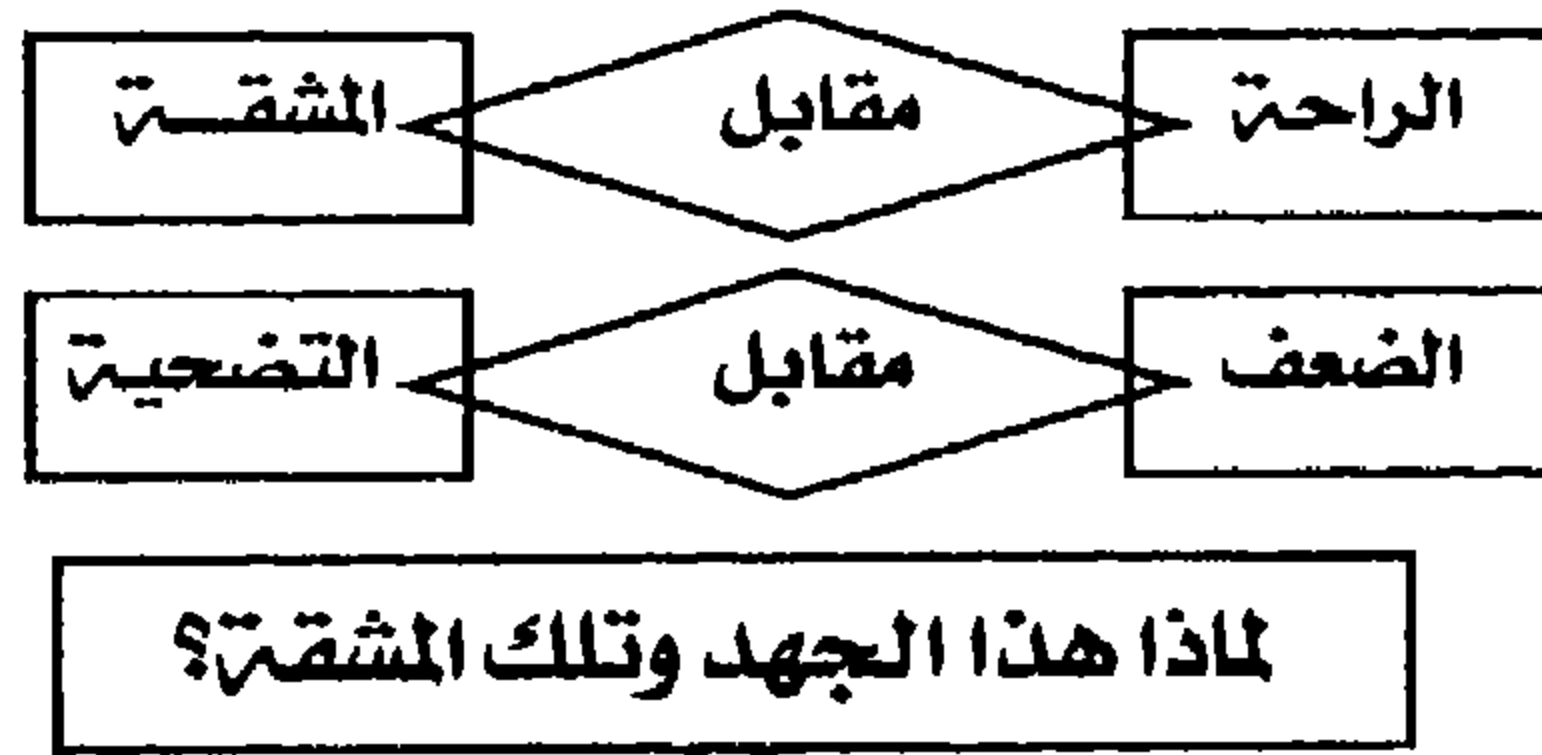 الراحة مقابل المشقة
الضعف مقابل التضحية
لماذا هذا الجهد وتلك المشقة؟